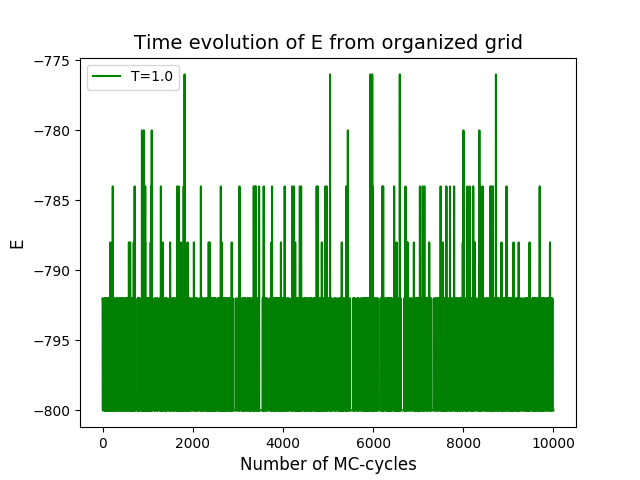 Time evolution of E from organized grid
T=1.0
−775
−780
−785
−790
−795
−800
E
0 2000 4000 6000 8000 10000
Number of MC-cycles